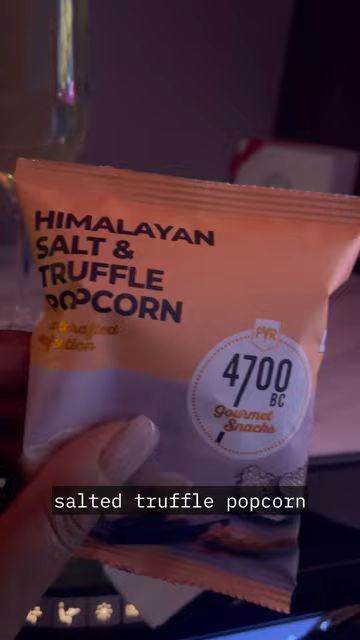 HIMALAYAN
SALT &
TRUFFLE
POPCORN
PVR
4700
BC
Gourmet
Snacks
salted truffle popcorn